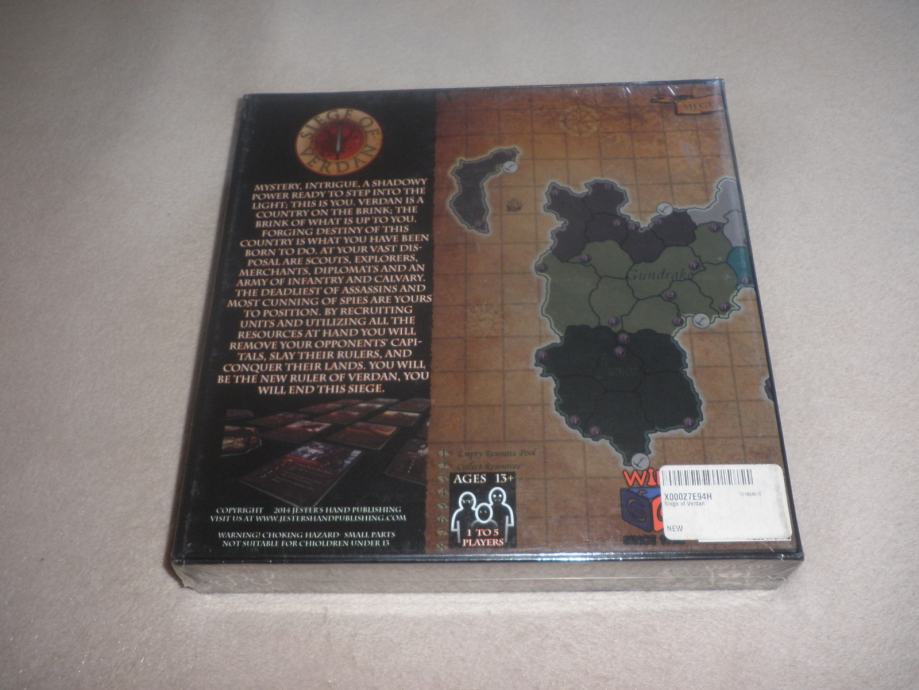 SIEGE OF
VERDAN
MYSTERY, INTRIGUE, A SHADOWY
POWER READY TO STEP INTO THE
LIGHT; THIS IS YOU. VERDAN IS A
COUNTRY ON THE BRINK; THE
BRINK OF WHAT IS UP TO YOU.
FORGING DESTINY OF THIS
COUNTRY IS WHAT YOU HAVE BEEN
BORN TO DO. AT YOUR VAST DIS-
POSAL ARE SCOUTS, EXPLORERS,
MERCHANTS, DIPLOMATS AND AN
ARMY OF INFANTRY AND CALVARY.
THE DEADLIEST OF ASSASSINS AND
MOST CUNNING OF SPIES ARE YOURS
TO POSITION. BY RECRUITING
UNITS AND UTILIZING ALL THE
RESOURCES AT HAND YOU WILL
REMOVE YOUR OPPONENTS' CAPI-
TALS, SLAY THEIR RULERS, AND
CONQUER THEIR LANDS. YOU WILL
BE THE NEW RULER OF VERDAN, YOU
WILL END THIS SIEGE.
COPYRIGHT 2014 JESTER'S HAND PUBLISHING
VISIT US AT WWW.JESTERSHANDPUBLISHING.COM
WARNING! CHOKING HAZARD- SMALL PARTS
NOT SUITABLE FOR CHIOLDREN UNDER 13
Gundrake
Empty Resource Pool
Collect Resources
AGES 13+
1 TO 5
PLAYERS
X00027E94H
Siege of Verdan
NEW